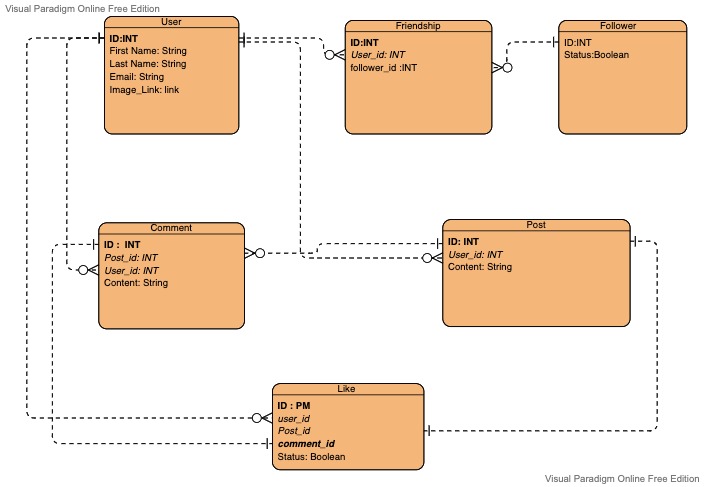 Visual Paradigm Online Free Edition
User
ID:INT
First Name: String
Last Name: String
Email: String
Image_Link: link
Friendship
ID:INT
User_id: INT
follower_id :INT
Follower
ID:INT
Status:Boolean
Comment
ID : INT
Post_id: INT
User_id: INT
Content: String
Post
ID: INT
User_id: INT
Content: String
Like
ID : PM
user_id
Post_id
comment_id
Status: Boolean
Visual Paradigm Online Free Edition